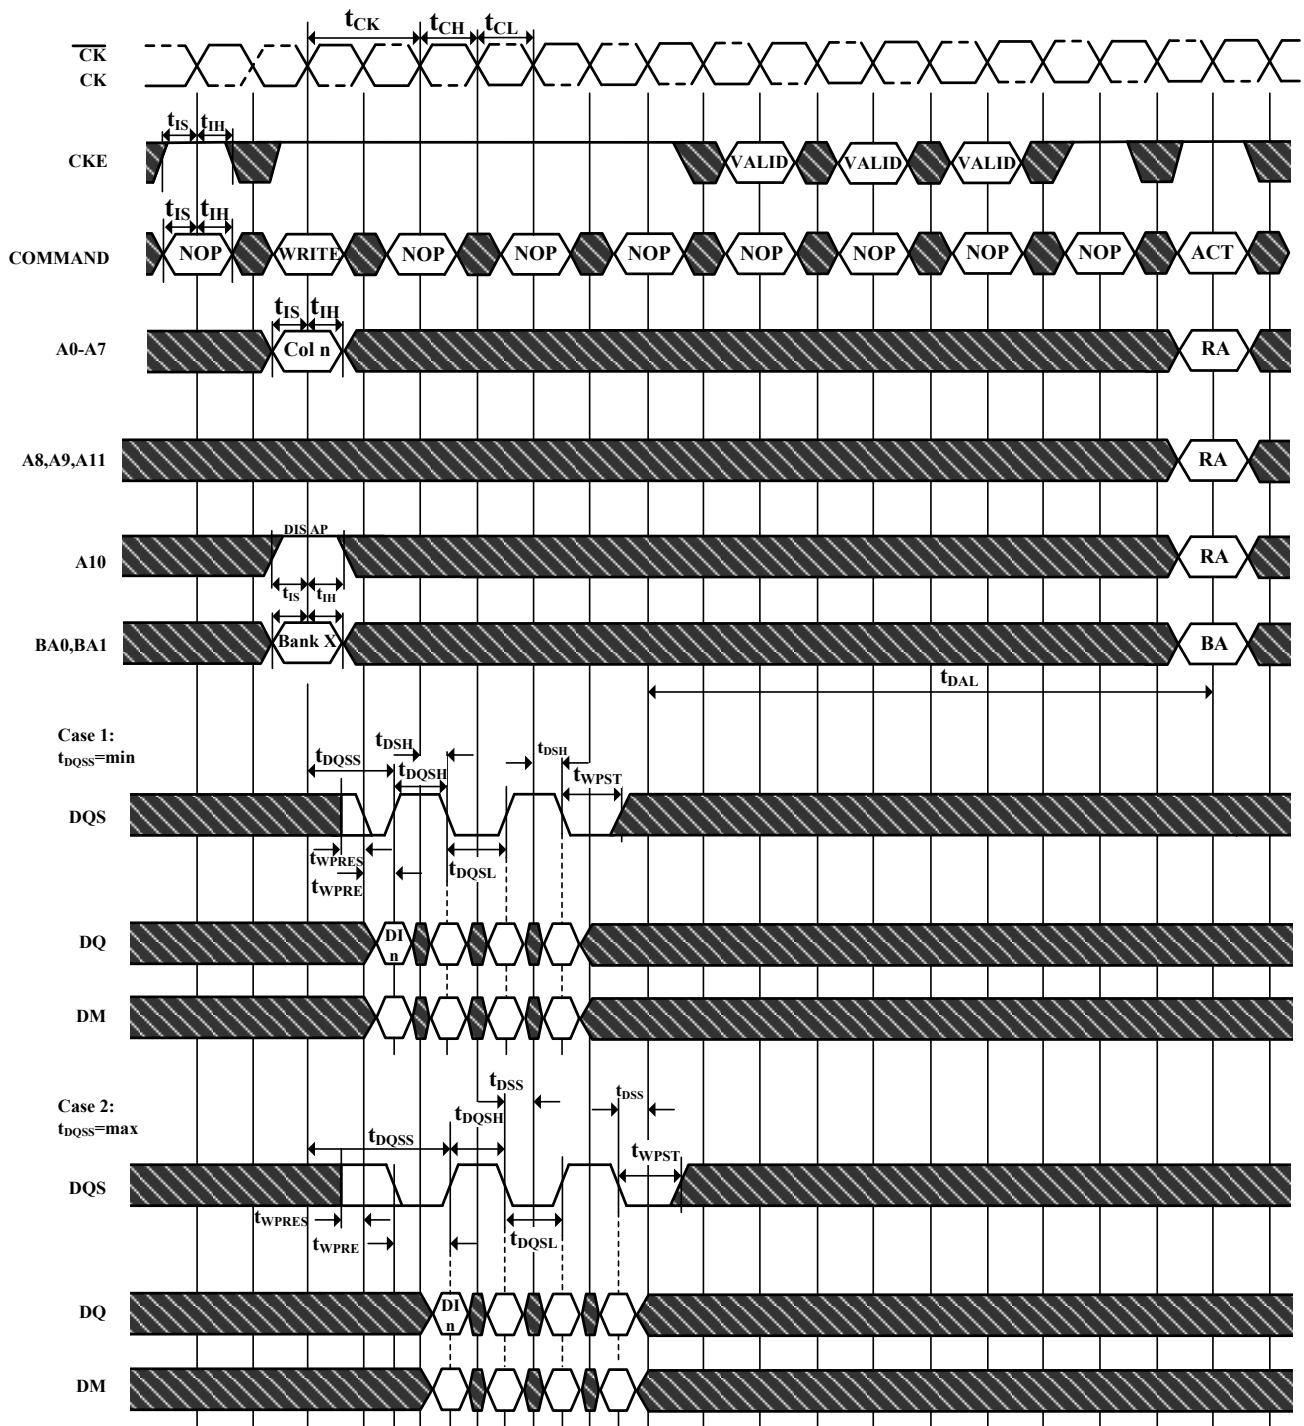 tCK tCH tCL
CK
CK
tIS tIH
CKE VALID VALID VALID
tIS tIH
COMMAND NOP WRITE NOP NOP NOP NOP NOP NOP NOP ACT
tIS tIH
A0-A7 Col n RA
A8,A9,A11 RA
DIS AP
A10 RA
tIS tIH
BA0,BA1 Bank X BA
tDAL
Case 1:
tDQSS=min
tDQSS tDSH tDSH
tDQSH tWPST
DQS
tWPRES tDQSL
tWPRE
DQ DI n
DM
tDSS tDSS
Case 2:
tDQSS=max
tDQSS tDQSH tWPST
DQS
tWPRES
tWPRE tDQSL
DQ DI n
DM